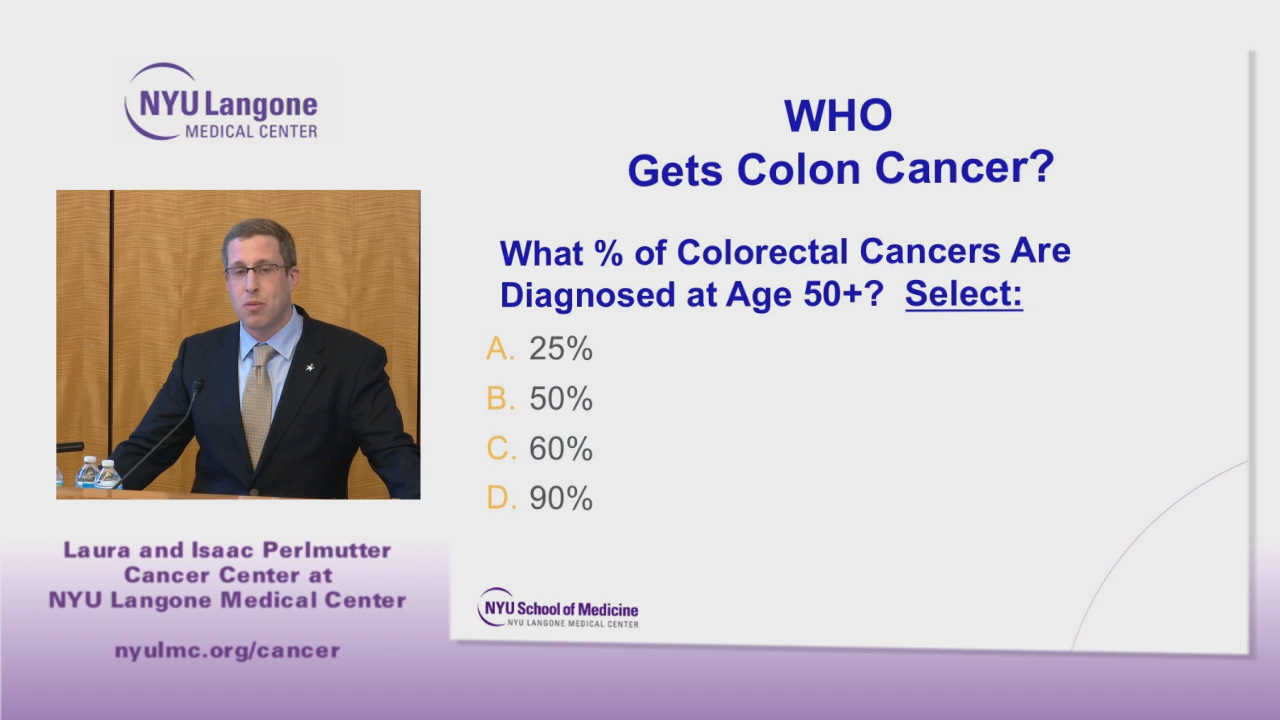 NYU Langone
MEDICAL CENTER
WHO
Gets Colon Cancer?
What % of Colorectal Cancers Are
Diagnosed at Age 50+? Select:
A. 25%
B. 50%
C. 60%
D. 90%
Laura and Isaac Perlmutter
Cancer Center at
NYU Langone Medical Center
nyulmc.org/cancer
NYU School of Medicine
NYU LANGONE MEDICAL CENTER